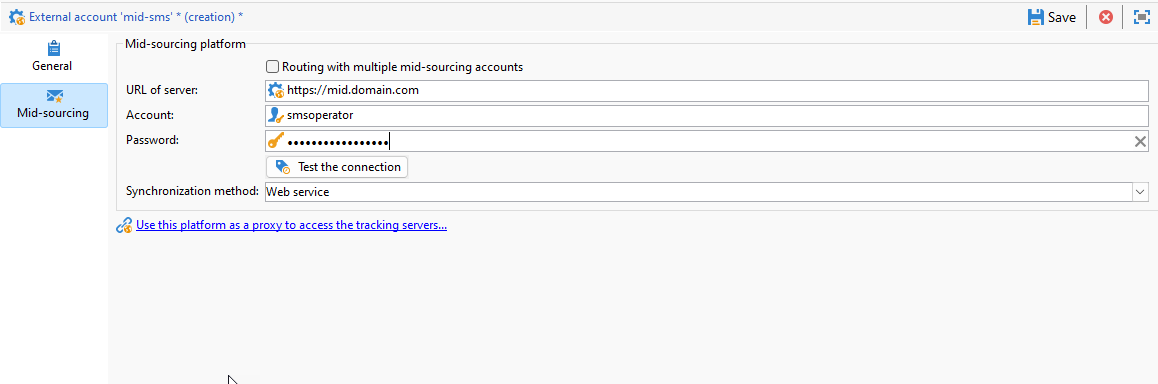 External account 'mid-sms' * (creation) *
Save
General
Mid-sourcing
Mid-sourcing platform
Routing with multiple mid-sourcing accounts
URL of server: https://mid.domain.com
Account: smsoperator
Password: •••••••••••••••••
Test the connection
Synchronization method: Web service
Use this platform as a proxy to access the tracking servers...